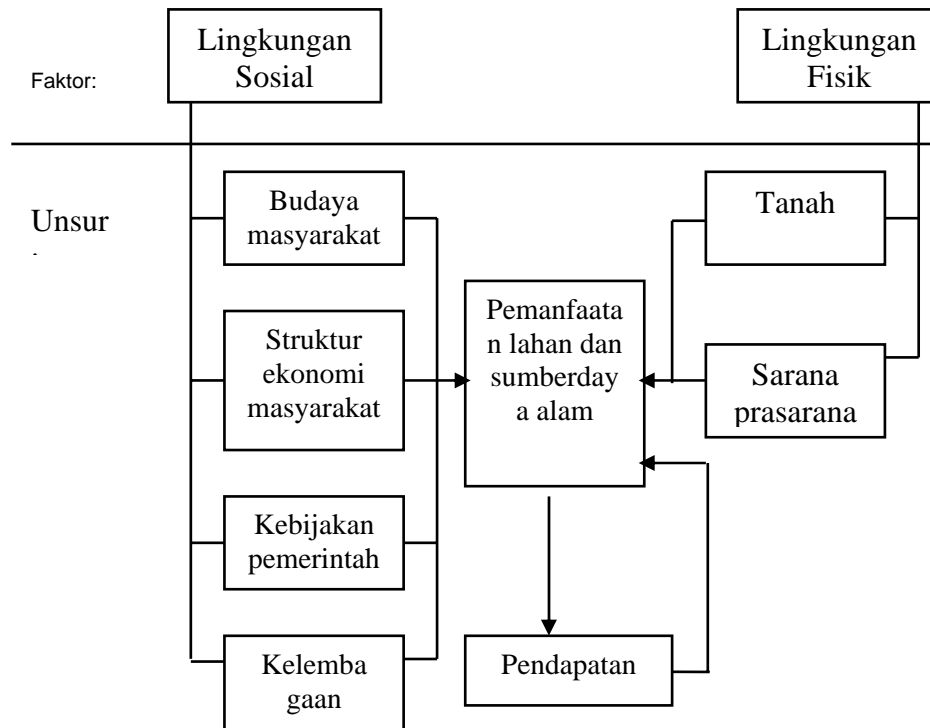 Lingkungan
Sosial
Lingkungan
Fisik
Faktor:
Unsur
Budaya
masyarakat
Struktur
ekonomi
masyarakat
Kebijakan
pemerintah
Kelemba
gaan
Pemanfaata
n lahan dan
sumberday
a alam
Pendapatan
Tanah
Sarana
prasarana